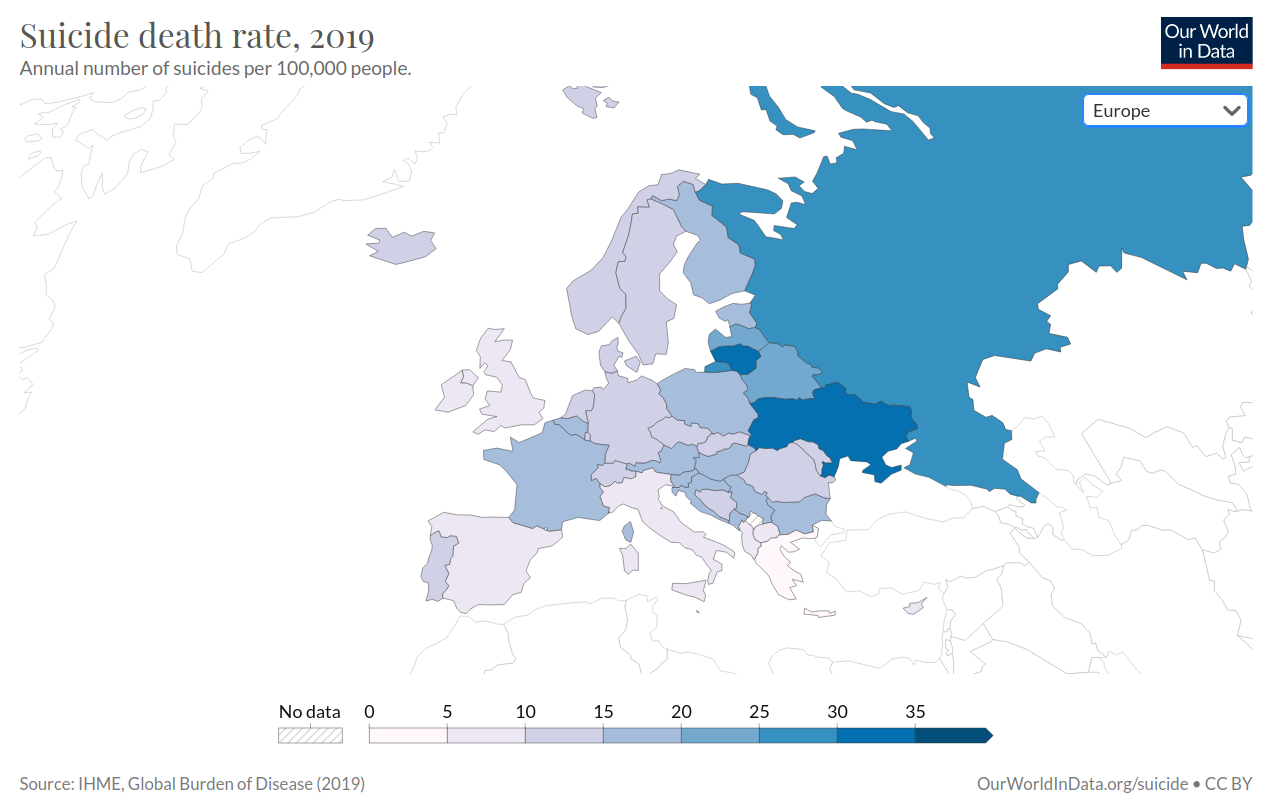 Suicide death rate, 2019
Annual number of suicides per 100,000 people.
Our World
in Data
Europe
No data 0 5 10 15 20 25 30 35
Source: IHME, Global Burden of Disease (2019)
OurWorldInData.org/suicide • CC BY